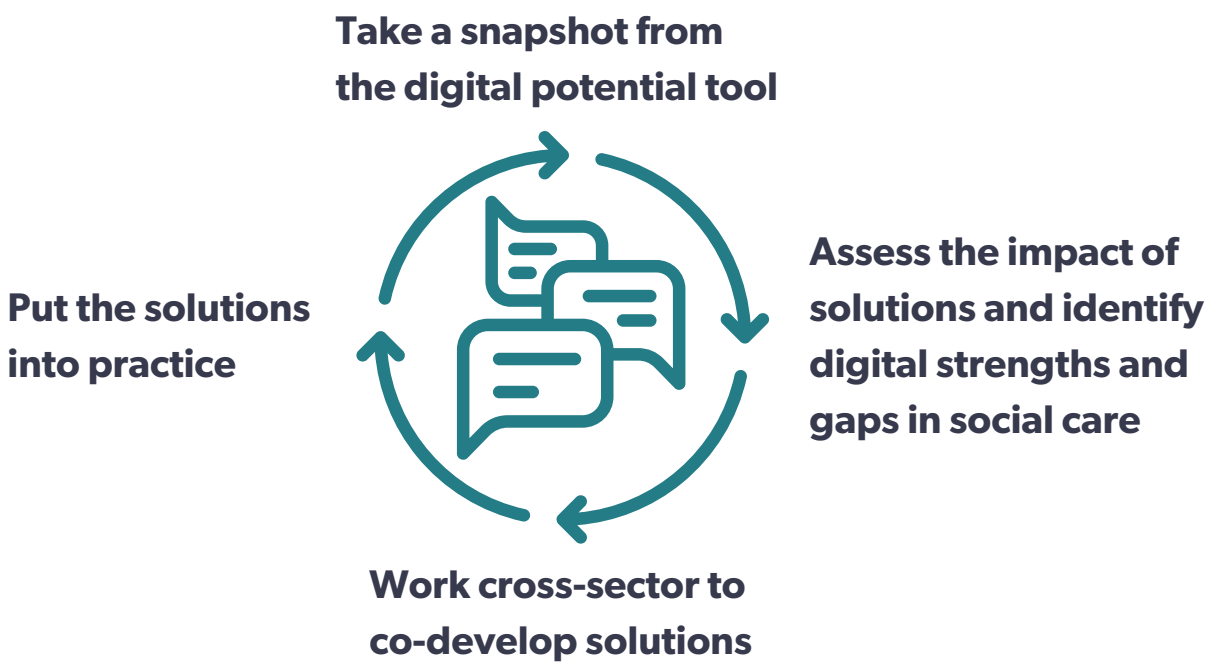 Take a snapshot from
the digital potential tool
Assess the impact of
solutions and identify
digital strengths and
gaps in social care
Work cross-sector to
co-develop solutions
Put the solutions
into practice